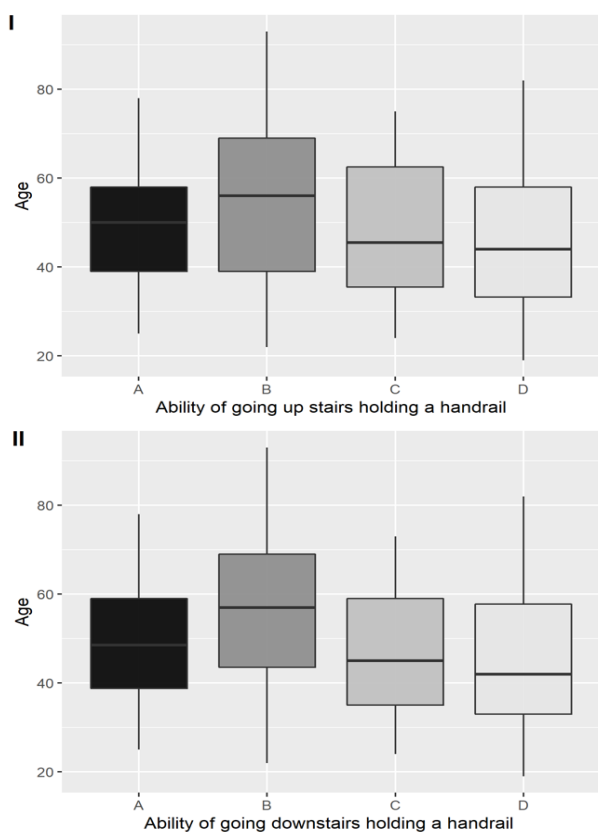 I
80
60
40
20
Age
A B C D
Ability of going up stairs holding a handrail
II
80
60
40
20
Age
A B C D
Ability of going downstairs holding a handrail